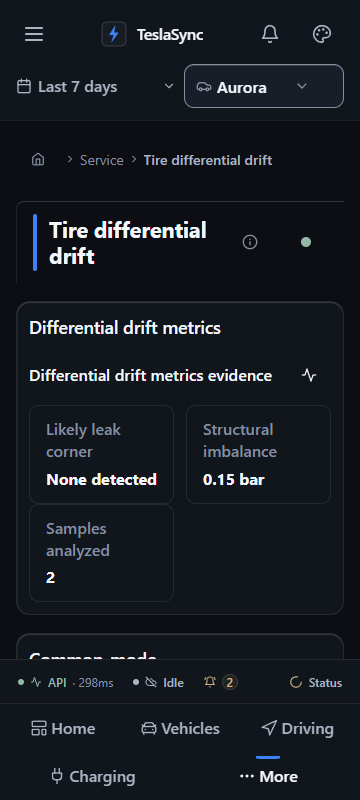 TeslaSync
Last 7 days
Aurora
Service
Tire differential drift
Tire differential
drift
Differential drift metrics
Differential drift metrics evidence
Likely leak
corner
None detected
Structural
imbalance
0.15 bar
Samples
analyzed
2
Common-mode
API · 298ms
Idle
2
Status
Home
Vehicles
Driving
Charging
More